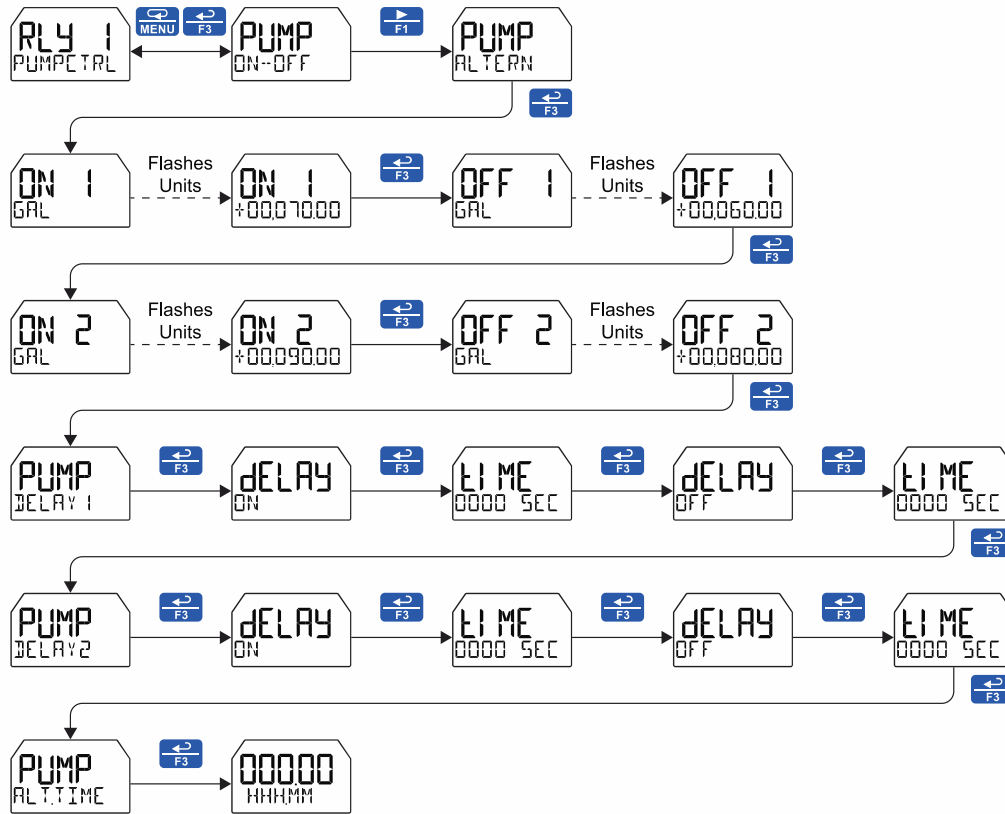 RLY 1
PUMPCTRL
MENU
F3
PUMP
ON--OFF
F1
PUMP
ALTERN
F3
ON 1
GAL
Flashes
Units
ON 1
+00,070.00
F3
OFF 1
GAL
Flashes
Units
OFF 1
+00,060.00
F3
ON 2
GAL
Flashes
Units
ON 2
+00,090.00
F3
OFF 2
GAL
Flashes
Units
OFF 2
+00,080.00
F3
PUMP
DELAY1
F3
dELAY
ON
F3
tIME
0000 SEC
F3
dELAY
OFF
F3
tIME
0000 SEC
F3
PUMP
DELAY2
F3
dELAY
ON
F3
tIME
0000 SEC
F3
dELAY
OFF
F3
tIME
0000 SEC
F3
PUMP
ALT.TIME
F3
000.00
HHH.MM